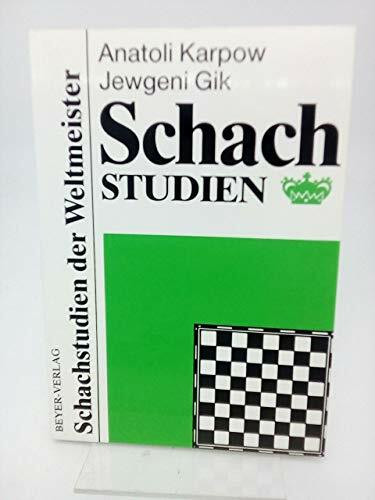 Anatoli Karpow
Jewgeni Gik
Schach
STUDIEN
Schachstudien der Weltmeister
BEYER-VERLAG